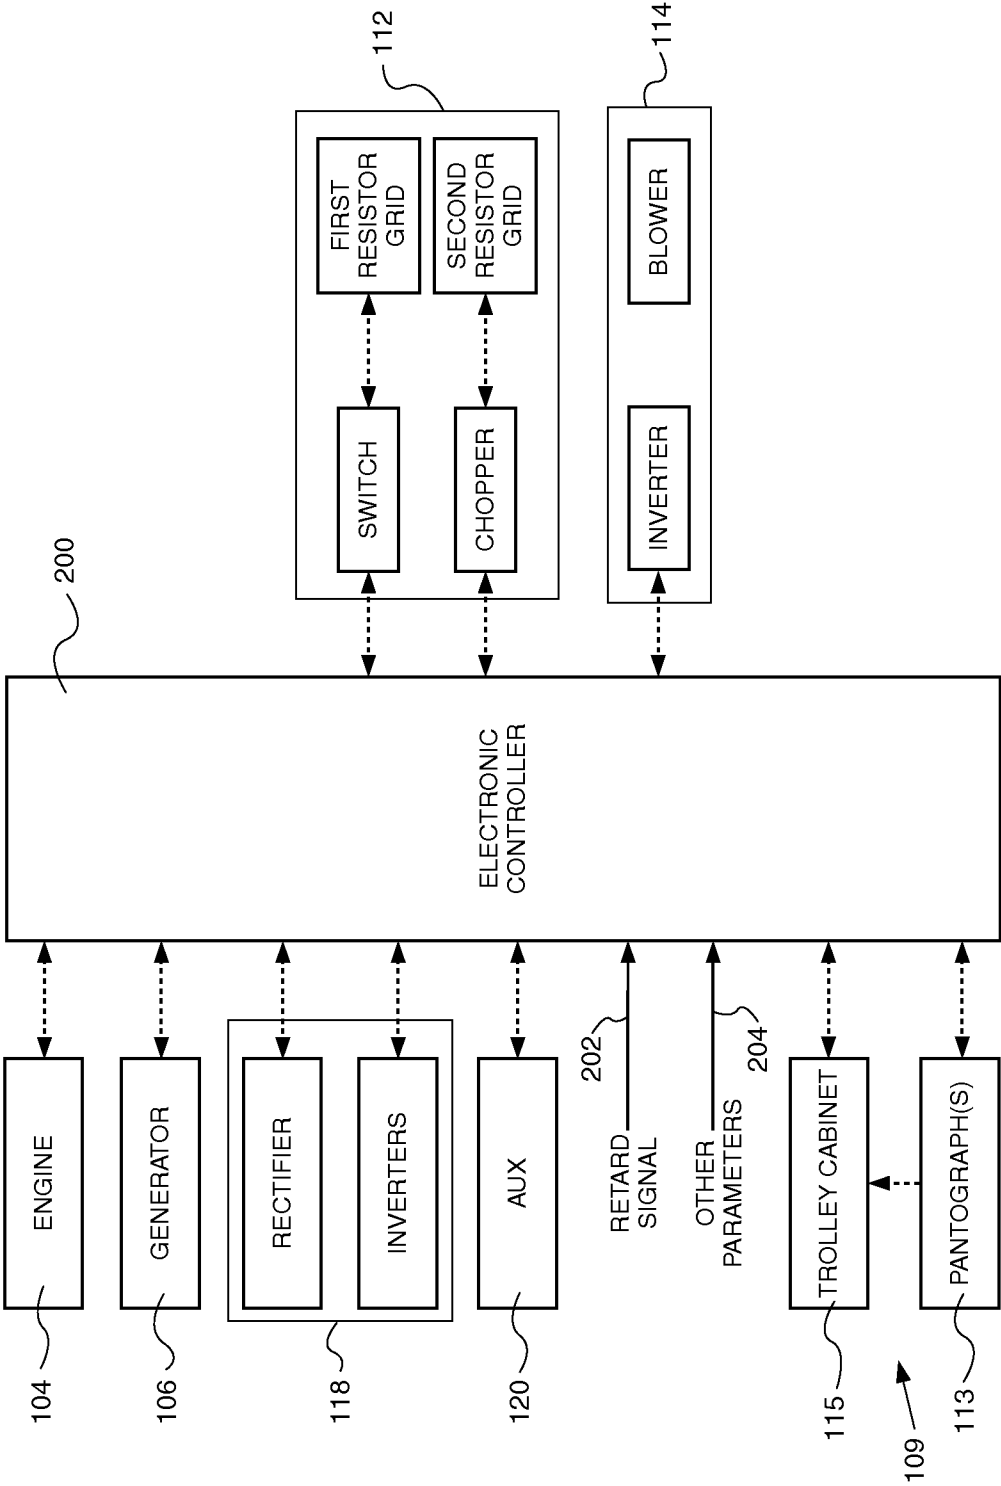 104
ENGINE
106
GENERATOR
118
RECTIFIER
INVERTERS
120
AUX
RETARD
SIGNAL
202
OTHER
PARAMETERS
204
115
TROLLEY CABINET
109
113
PANTOGRAPH(S)
200
ELECTRONIC
CONTROLLER
112
SWITCH
FIRST
RESISTOR
GRID
CHOPPER
SECOND
RESISTOR
GRID
114
INVERTER
BLOWER